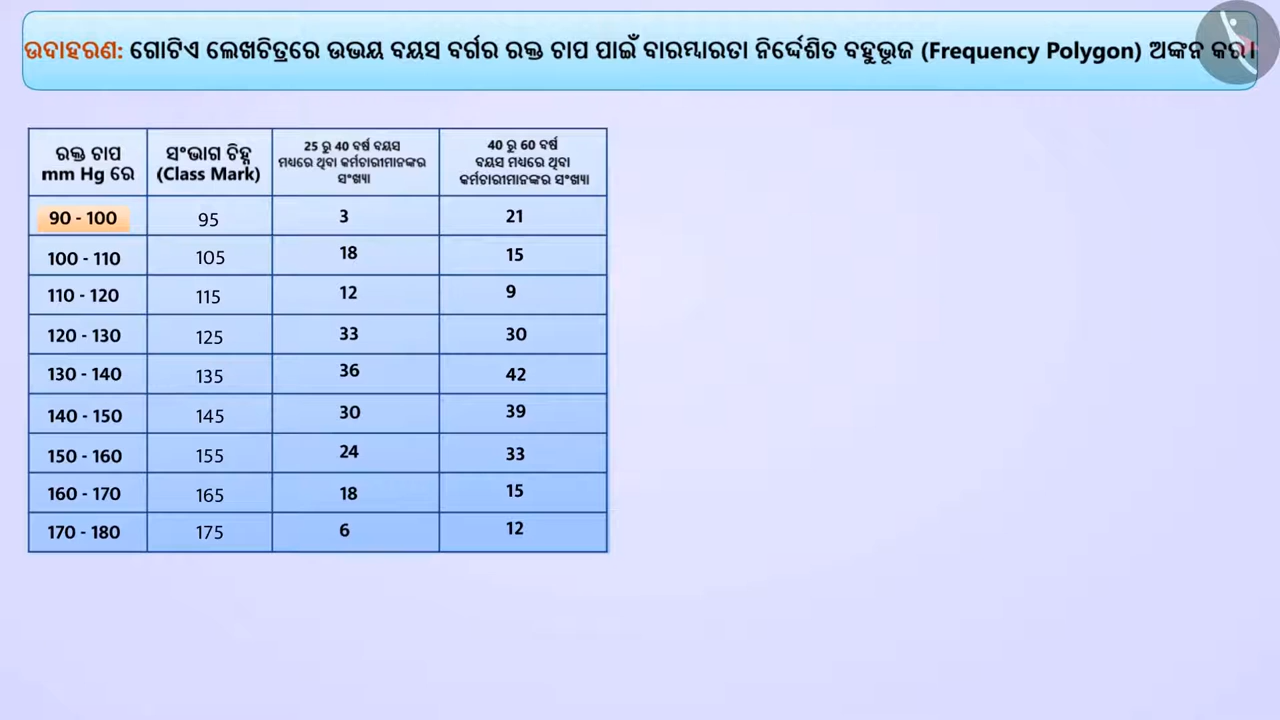 ଉଦାହରଣ: ଗୋଟିଏ ଲେଖଚିତ୍ରରେ ଉଭୟ ବୟସ ବର୍ଗର ରକ୍ତ ଚାପ ପାଇଁ ବାରମ୍ବାରତା ନିର୍ଦ୍ଦେଶିତ ବହୁଭୂଜ (Frequency Polygon) ଅଙ୍କନ କର।
ରକ୍ତ ଚାପ
mm Hg ରେ
ସଂଭାଗ ଚିହ୍ନ
(Class Mark)
25 ରୁ 40 ବର୍ଷ ବୟସ
ମଧ୍ୟରେ ଥିବା କର୍ମଚାରୀମାନଙ୍କର
ସଂଖ୍ୟା
40 ରୁ 60 ବର୍ଷ
ବୟସ ମଧ୍ୟରେ ଥିବା
କର୍ମଚାରୀମାନଙ୍କର ସଂଖ୍ୟା
90 - 100 95 3 21
100 - 110 105 18 15
110 - 120 115 12 9
120 - 130 125 33 30
130 - 140 135 36 42
140 - 150 145 30 39
150 - 160 155 24 33
160 - 170 165 18 15
170 - 180 175 6 12